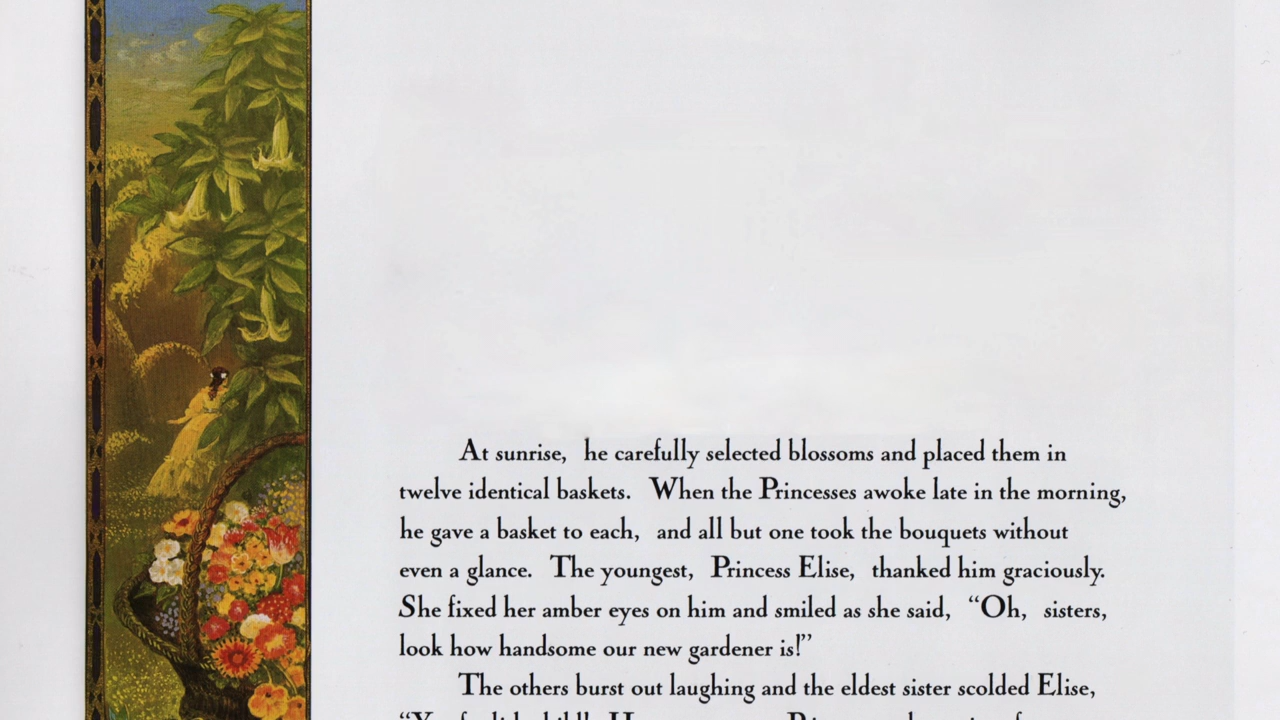 At sunrise, he carefully selected blossoms and placed them in
twelve identical baskets. When the Princesses awoke late in the morning,
he gave a basket to each, and all but one took the bouquets without
even a glance. The youngest, Princess Elise, thanked him graciously.
She fixed her amber eyes on him and smiled as she said, “Oh, sisters,
look how handsome our new gardener is!”
The others burst out laughing and the eldest sister scolded Elise,